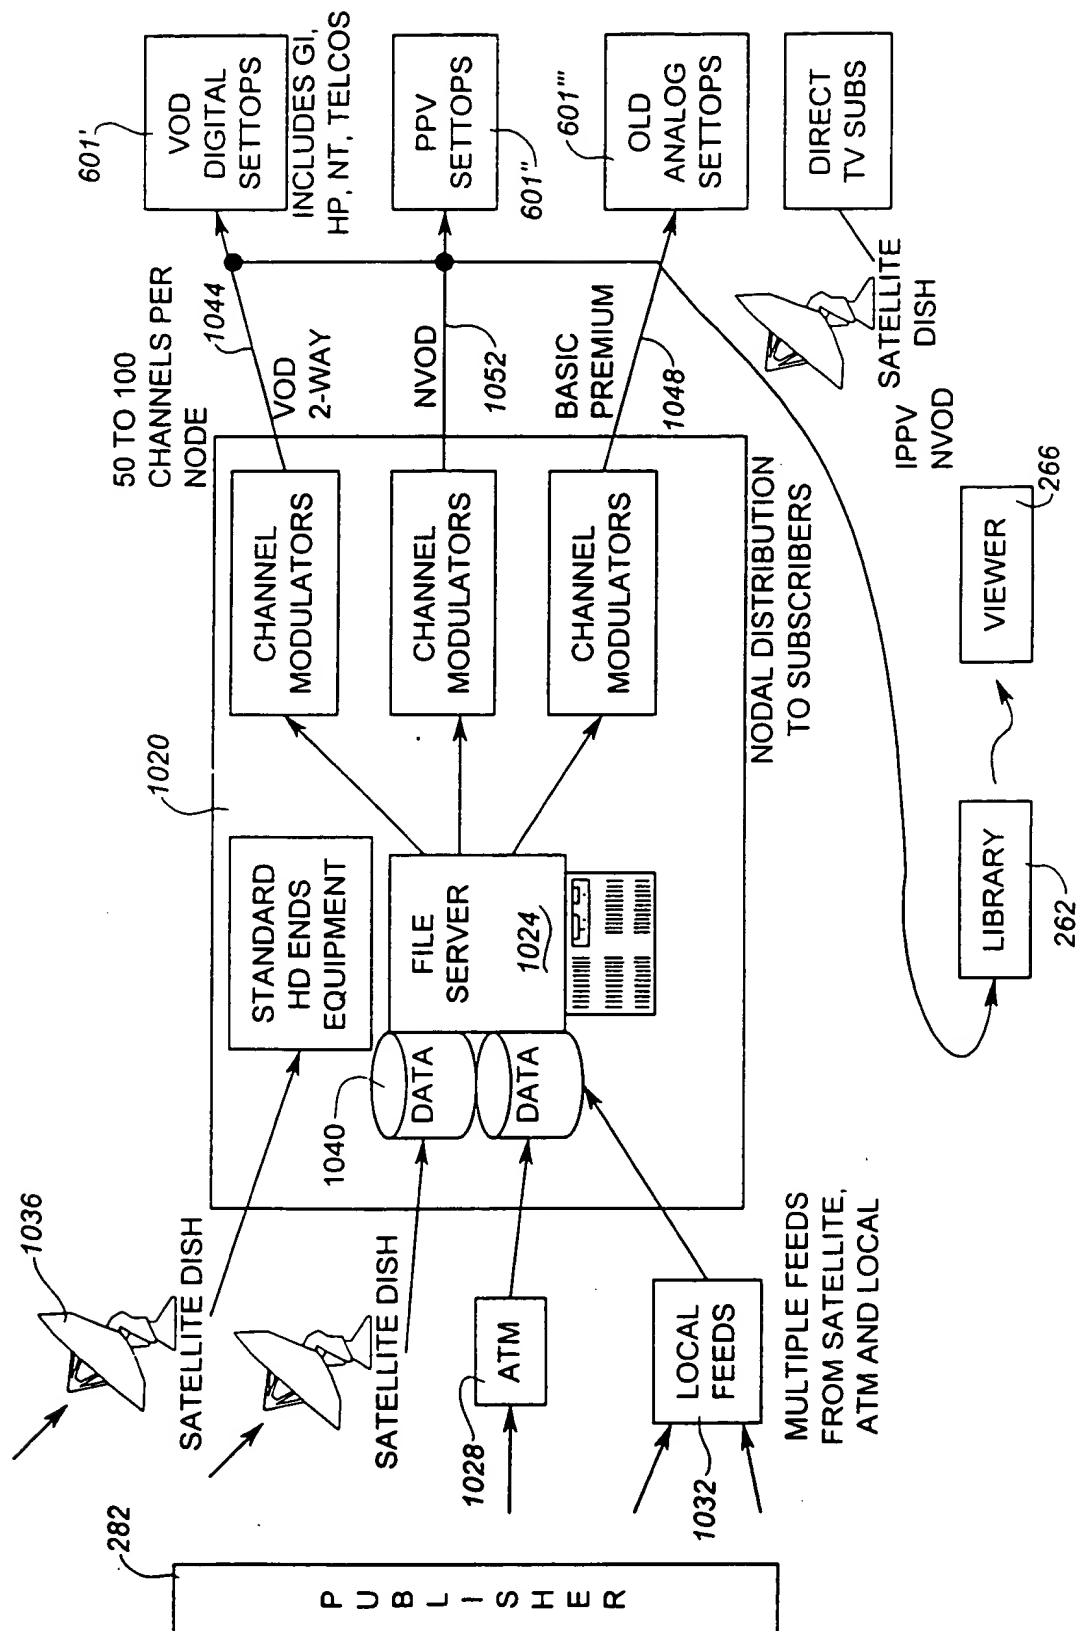 282
PUBLISHER
1036
SATELLITE DISH
SATELLITE DISH
1028
ATM
1032
LOCAL
FEEDS
MULTIPLE FEEDS
FROM SATELLITE,
ATM AND LOCAL
1020
STANDARD
HD ENDS
EQUIPMENT
1040
DATA
DATA
FILE
SERVER
1024
CHANNEL
MODULATORS
CHANNEL
MODULATORS
CHANNEL
MODULATORS
NODAL DISTRIBUTION
TO SUBSCRIBERS
50 TO 100
CHANNELS PER
NODE
1044
VOD
2-WAY
NVOD
1052
BASIC
PREMIUM
1048
601'
VOD
DIGITAL
SETTOPS
INCLUDES GI,
HP, NT, TELCOS
PPV
SETTOPS
601"
601'"
OLD
ANALOG
SETTOPS
DIRECT
TV SUBS
SATELLITE
DISH
IPPV
NVOD
LIBRARY
262
VIEWER
266